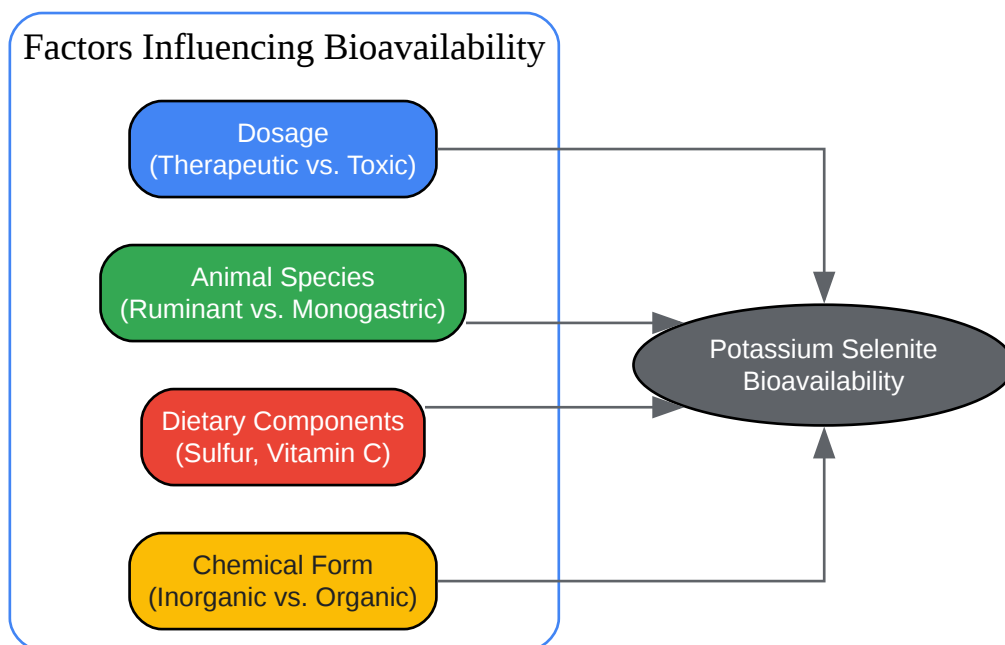 Factors Influencing Bioavailability
Dosage
(Therapeutic vs. Toxic)
Animal Species
(Ruminant vs. Monogastric)
Dietary Components
(Sulfur, Vitamin C)
Chemical Form
(Inorganic vs. Organic)
Potassium Selenite
Bioavailability